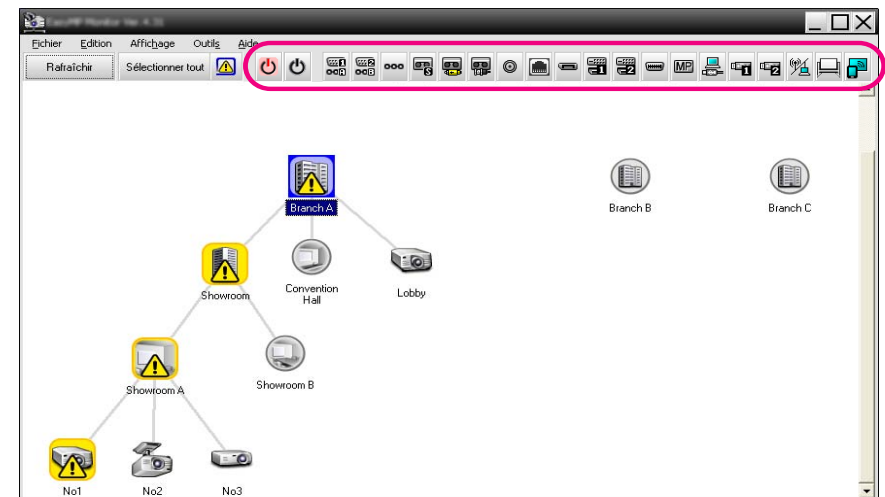 Fichier Edition Affichage Outils Aide
Rafraîchir Sélectionner tout
MP
Branch A
Branch B
Branch C
Showroom
Convention
Hall
Lobby
Showroom A
Showroom B
No1
No2
No3